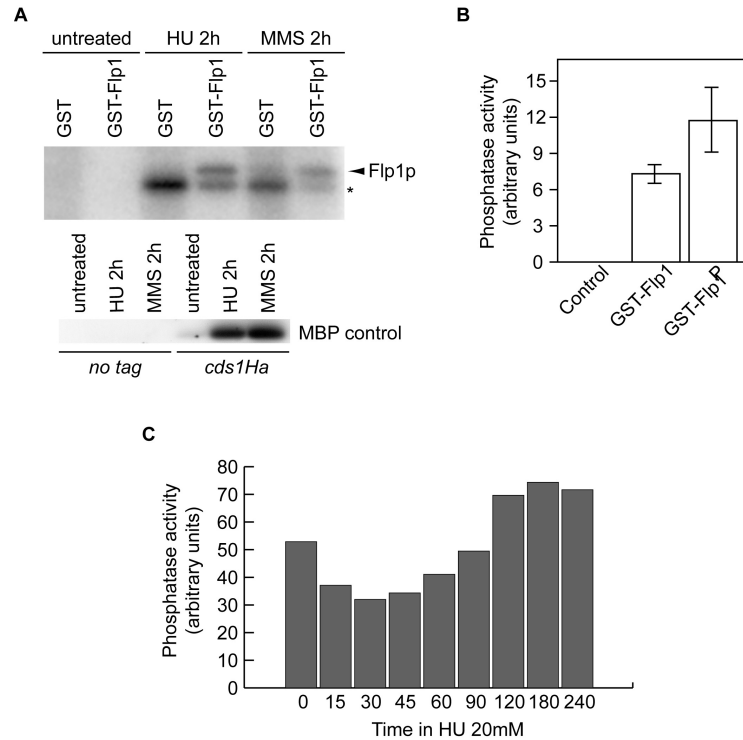 A
untreated HU 2h MMS 2h
GST GST-Flp1 GST GST-Flp1 GST GST-Flp1
Flp1p
*
untreated HU 2h MMS 2h untreated HU 2h MMS 2h
MBP control
no tag cds1Ha
B
Phosphatase activity
(arbitrary units)
15
12
9
6
3
0
Control GST-Flp1 GST-Flp1 P
C
Phosphatase activity
(arbitrary units)
80
70
60
50
40
30
20
10
0
0 15 30 45 60 90 120 180 240
Time in HU 20mM